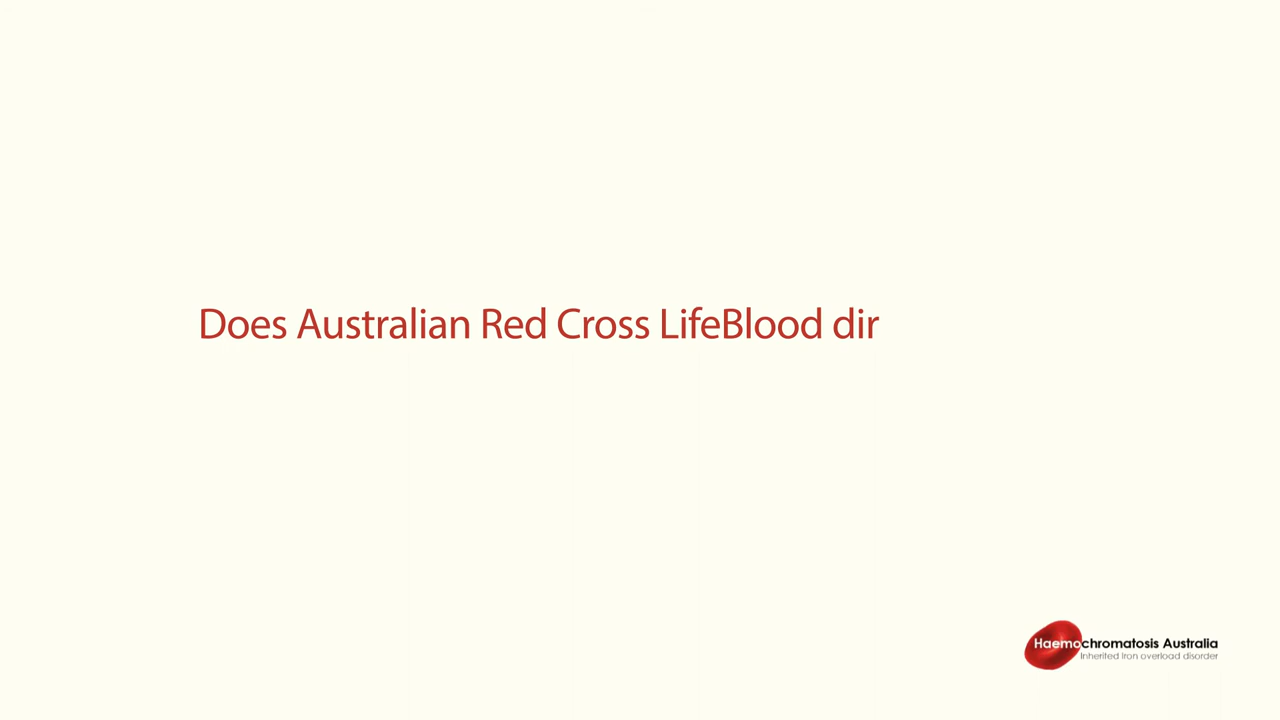 Does Australian Red Cross LifeBlood dir
Haemochromatosis Australia
Inherited iron overload disorder